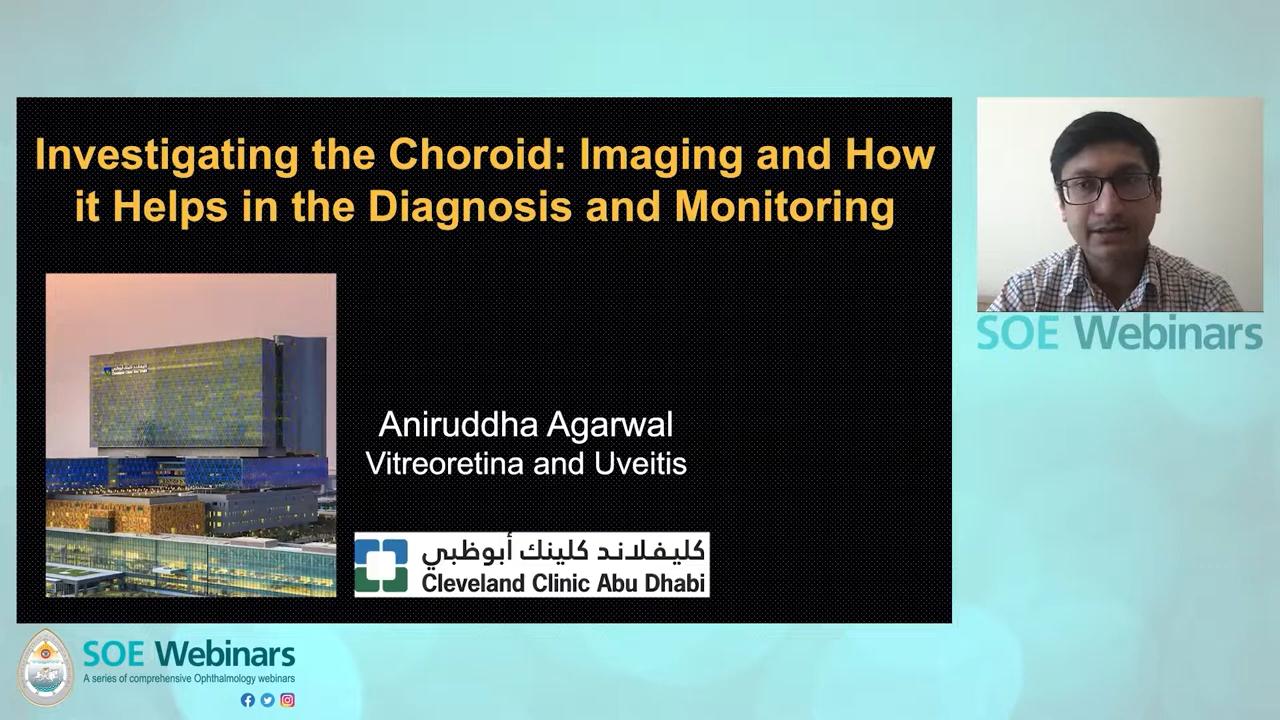 Investigating the Choroid: Imaging and How
it Helps in the Diagnosis and Monitoring
Aniruddha Agarwal
Vitreoretina and Uveitis
كليفلاند كلينك أبوظبي
Cleveland Clinic Abu Dhabi
SOE Webinars
SOE Webinars
A series of comprehensive Ophthalmology webinars